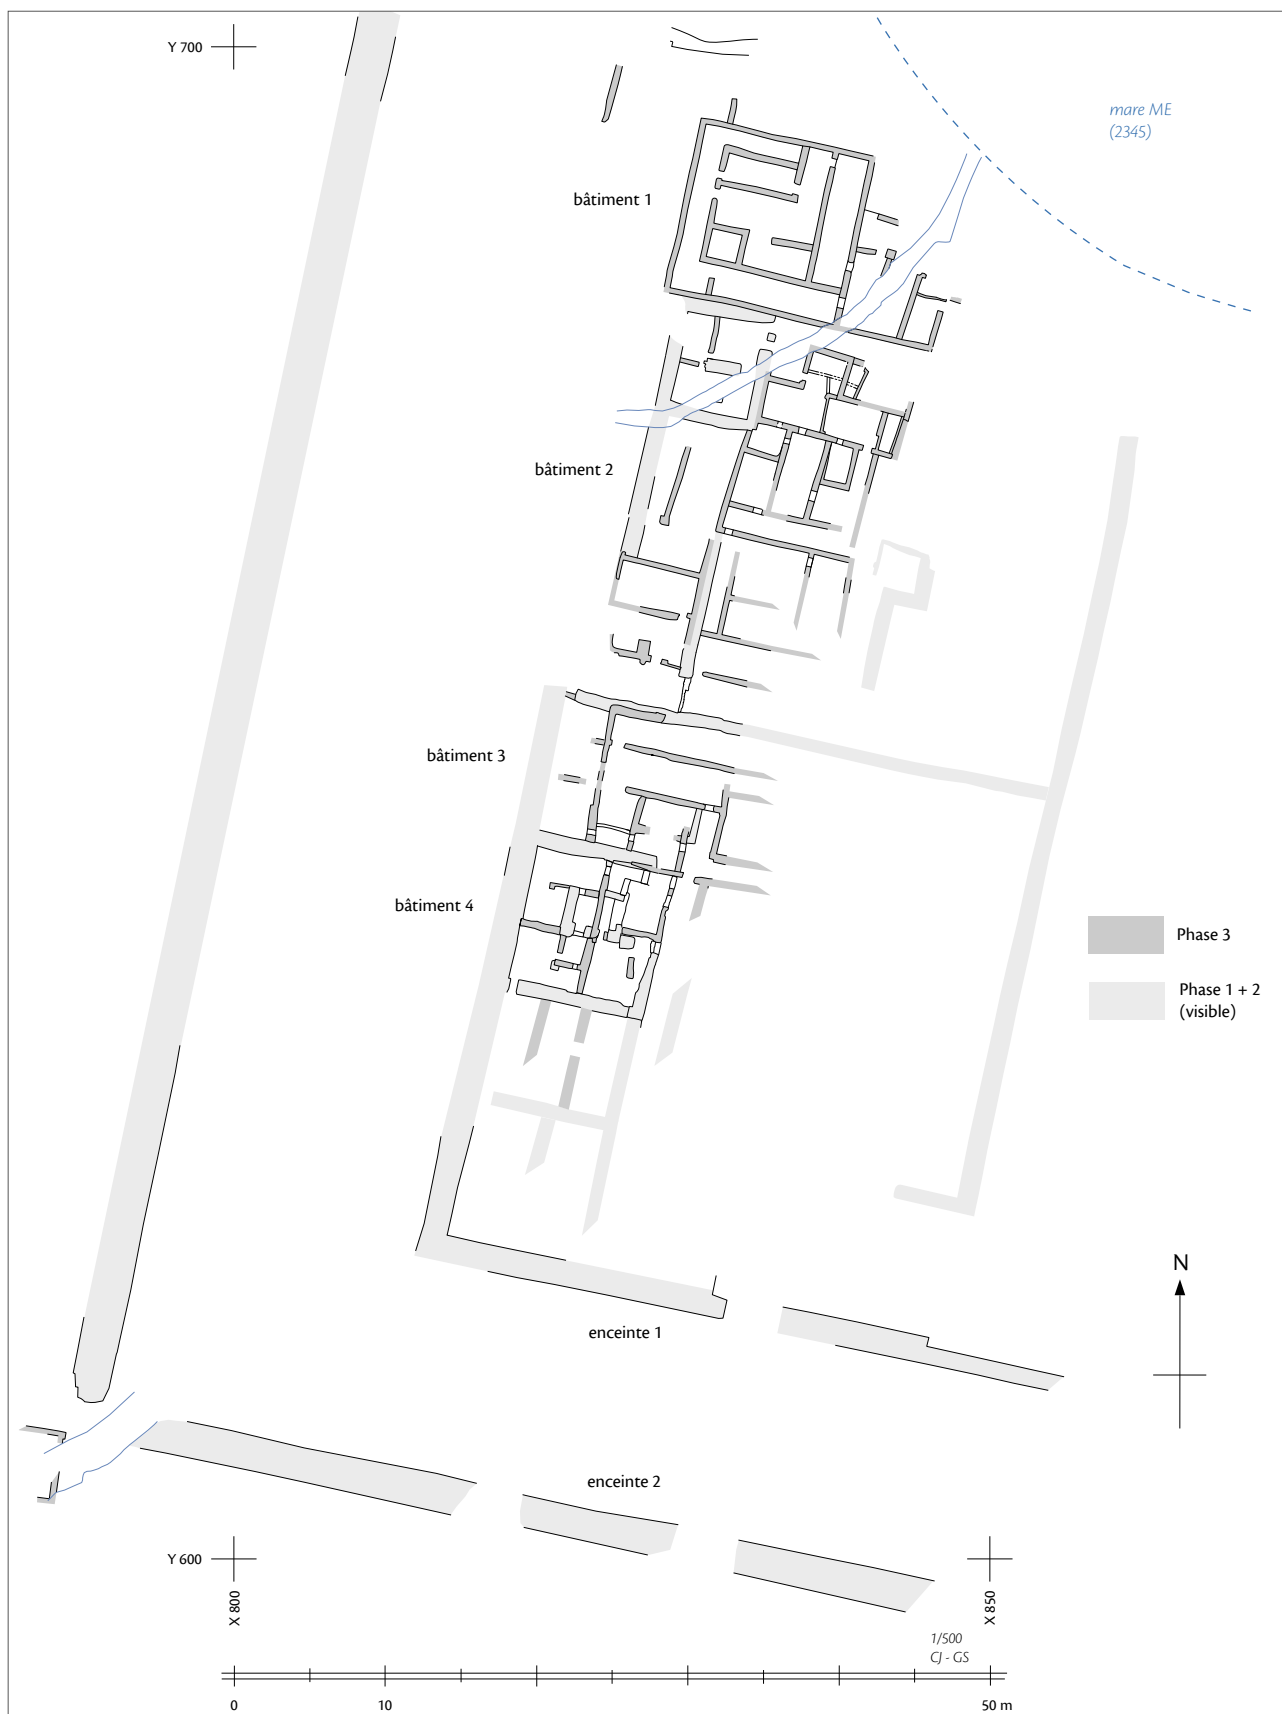 Y 700
mare ME
(2345)
bâtiment 1
bâtiment 2
bâtiment 3
bâtiment 4
Phase 3
Phase 1 + 2
(visible)
N
enceinte 1
enceinte 2
Y 600
X 800
X 850
1/500
CJ - GS
0 10 50 m